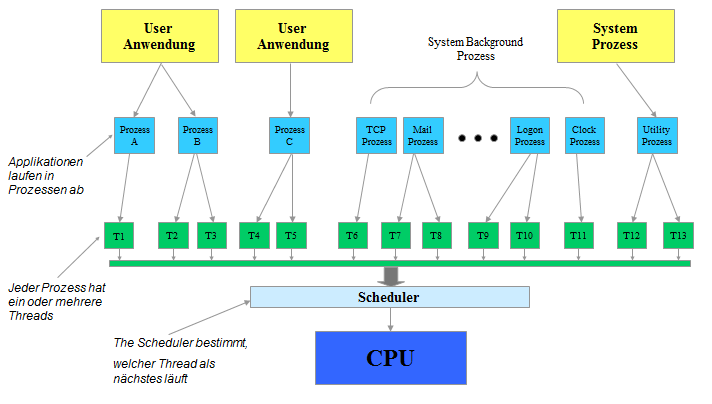 User
Anwendung
User
Anwendung
System Background
Prozess
System
Prozess
Prozess
A
Prozess
B
Prozess
C
TCP
Prozess
Mail
Prozess
Logon
Prozess
Clock
Prozess
Utility
Prozess
Applikationen
laufen in
Prozessen ab
T1
T2
T3
T4
T5
T6
T7
T8
T9
T10
T11
T12
T13
Jeder Prozess hat
ein oder mehrere
Threads
Scheduler
The Scheduler bestimmt,
welcher Thread als
nächstes läuft
CPU